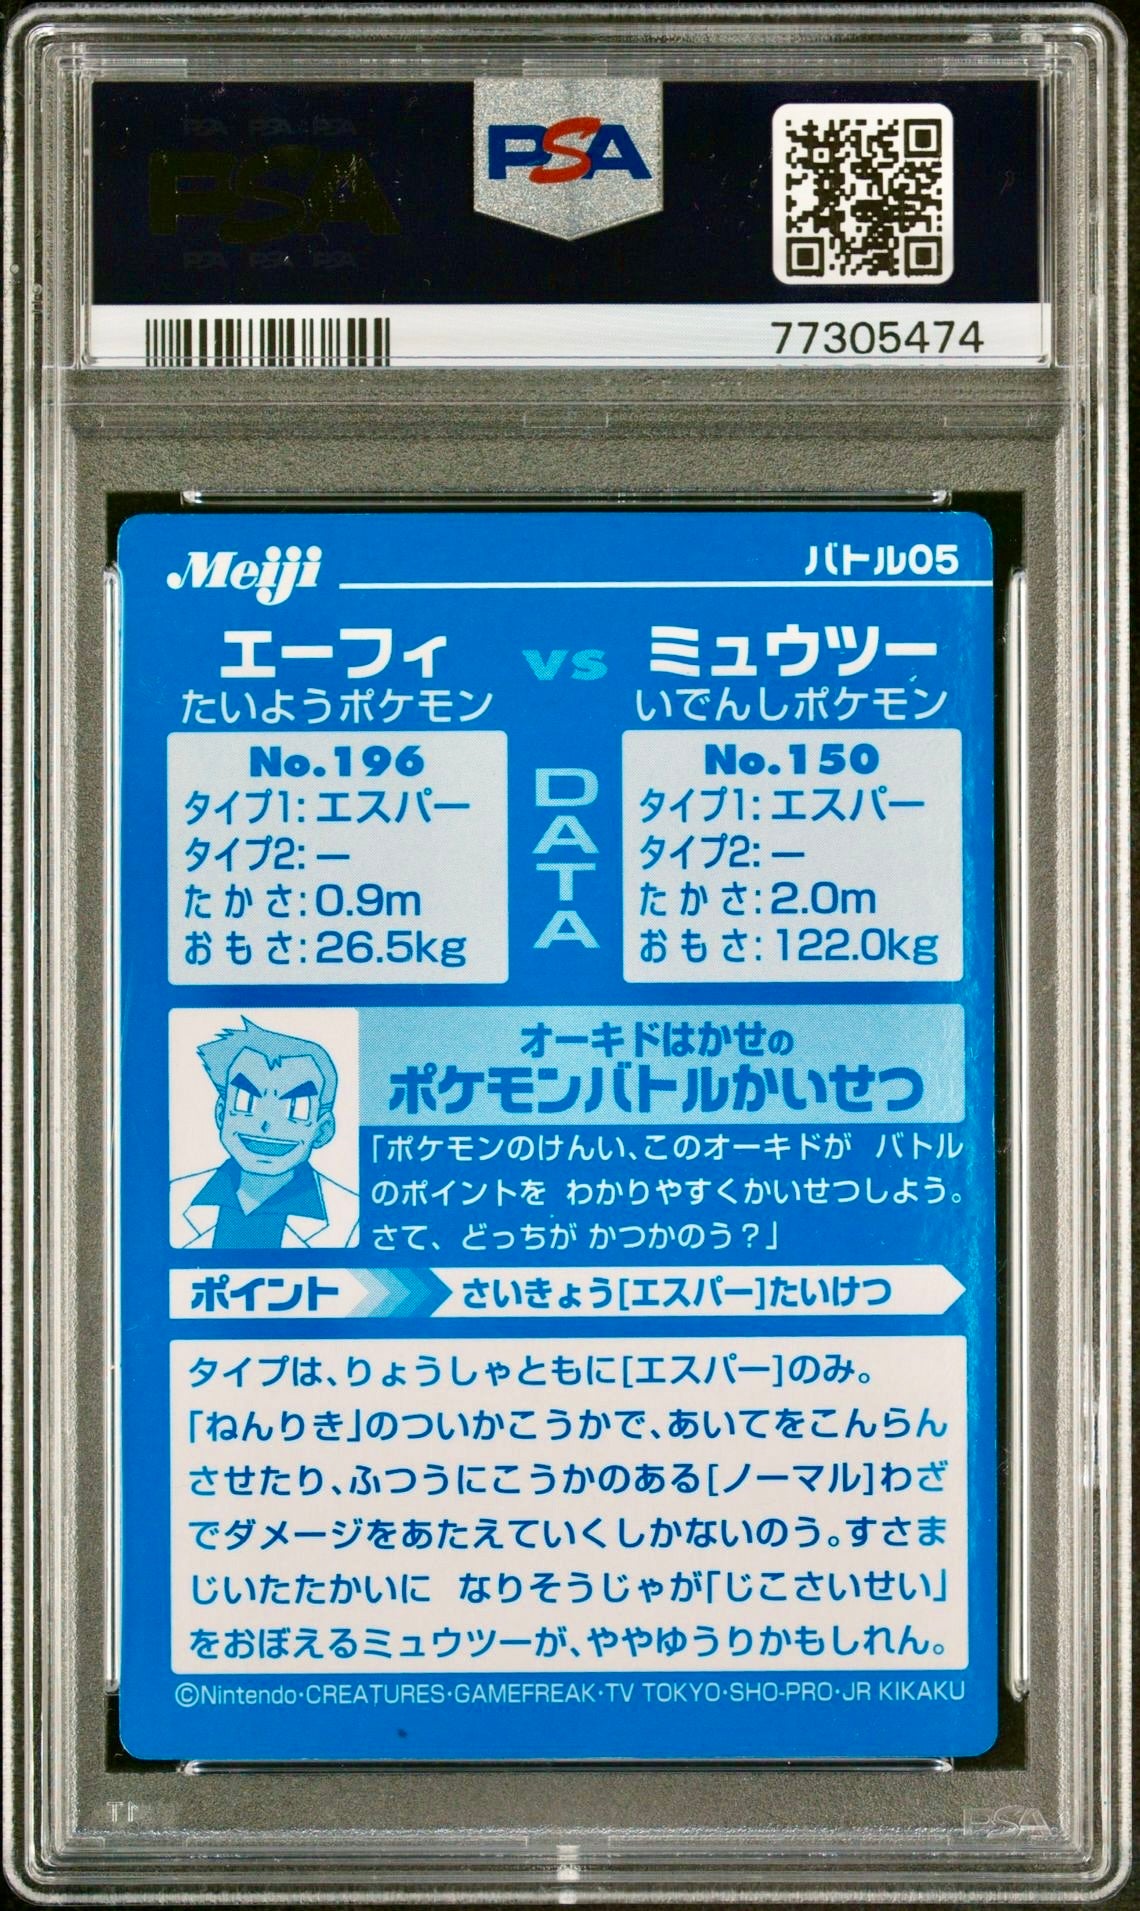 PSA PSA PSA
PSA
PSA PSA PSA
PSA
77305474
Meiji
バトル05
エーフィ vs ミュウツー
たいようポケモン
いでんしポケモン
No.196
タイプ1:エスパー
タイプ2:—
たかさ:0.9m
おもさ:26.5kg
DATA
No.150
タイプ1:エスパー
タイプ2:—
たかさ:2.0m
おもさ:122.0kg
オーキドはかせの
ポケモンバトルかいせつ
「ポケモンのけんい、このオーキドが バトル
のポイントを わかりやすくかいせつしよう。
さて、どっちが かつかのう?」
ポイント さいきょう[エスパー]たいけつ
タイプは、りょうしゃともに[エスパー]のみ。
「ねんりき」のついかこうかで、あいてをこんらん
させたり、ふつうにこうかのある[ノーマル]わざ
でダメージをあたえていくしかないのう。すさま
じいたたかいに なりそうじゃが「じこさいせい」
をおぼえるミュウツーが、ややゆうりかもしれん。
©Nintendo・CREATURES・GAMEFREAK・TV TOKYO・SHO-PRO・JR KIKAKU
PSA